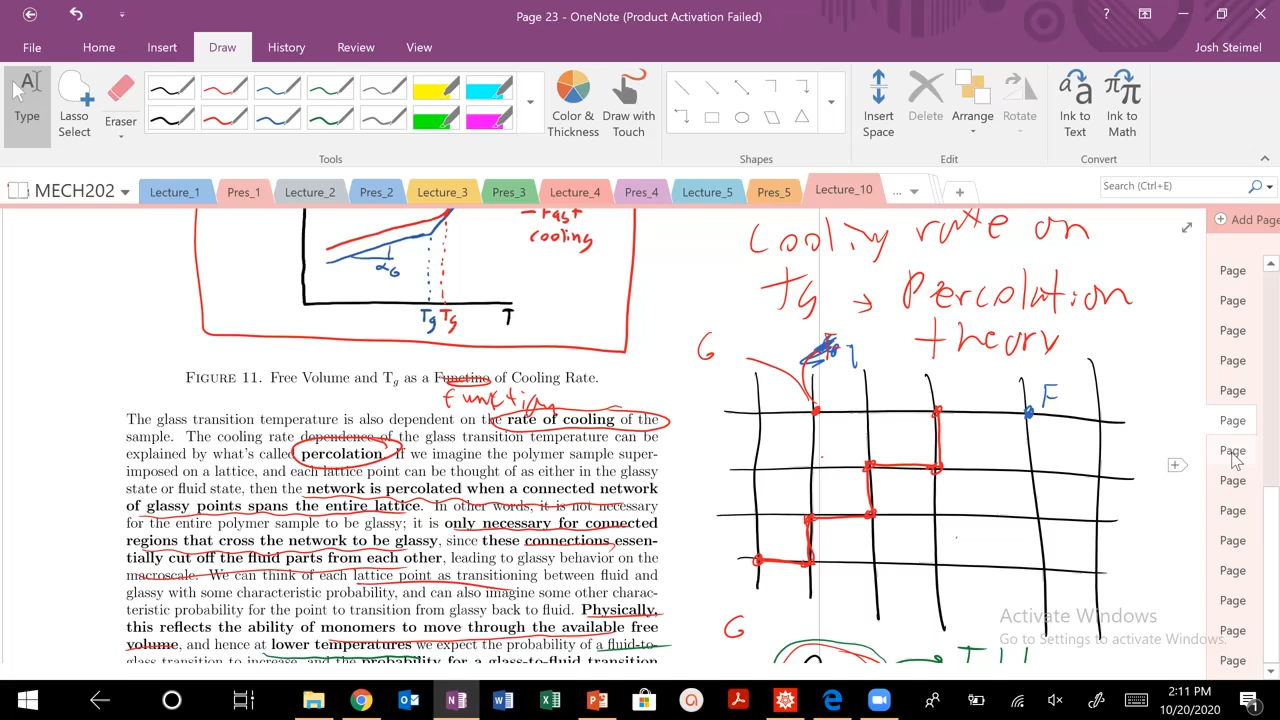 Page 23 - OneNote (Product Activation Failed)
?
File Home Insert Draw History Review View Josh Steimel
Type Lasso Select Eraser Color & Thickness Draw with Touch Insert Space Delete Arrange Rotate Ink to Text Ink to Math
Tools Shapes Edit Convert
MECH202 Lecture_1 Pres_1 Lecture_2 Pres_2 Lecture_3 Pres_3 Lecture_4 Pres_4 Lecture_5 Pres_5 Lecture_10 ... Search (Ctrl+E)
Add Page
Page
Page
Page
Page
Page
Page
Page
Page
Page
Page
Page
Page
Page
Page
- Fast
cooling
αG
Tg Tg T
FIGURE 11. Free Volume and Tg as a Functine of Cooling Rate.
Function
The glass transition temperature is also dependent on the rate of cooling of the
sample. The cooling rate dependence of the glass transition temperature can be
explained by what's called percolation. If we imagine the polymer sample super-
imposed on a lattice, and each lattice point can be thought of as either in the glassy
state or fluid state, then the network is percolated when a connected network
of glassy points spans the entire lattice. In other words, it is not necessary
for the entire polymer sample to be glassy; it is only necessary for connected
regions that cross the network to be glassy, since these connections essen-
tially cut off the fluid parts from each other, leading to glassy behavior on the
macroscale. We can think of each lattice point as transitioning between fluid and
glassy with some characteristic probability, and can also imagine some other charac-
teristic probability for the point to transition from glassy back to fluid. Physically,
this reflects the ability of monomers to move through the available free
volume, and hence at lower temperatures we expect the probability of a fluid-to-
glass transition to increase, and the probability for a glass-to-fluid transition
Cooling rate on
Tg → Percolation
theory
G
F
G
Activate Windows
Go to Settings to activate Windows.
2:11 PM
10/20/2020